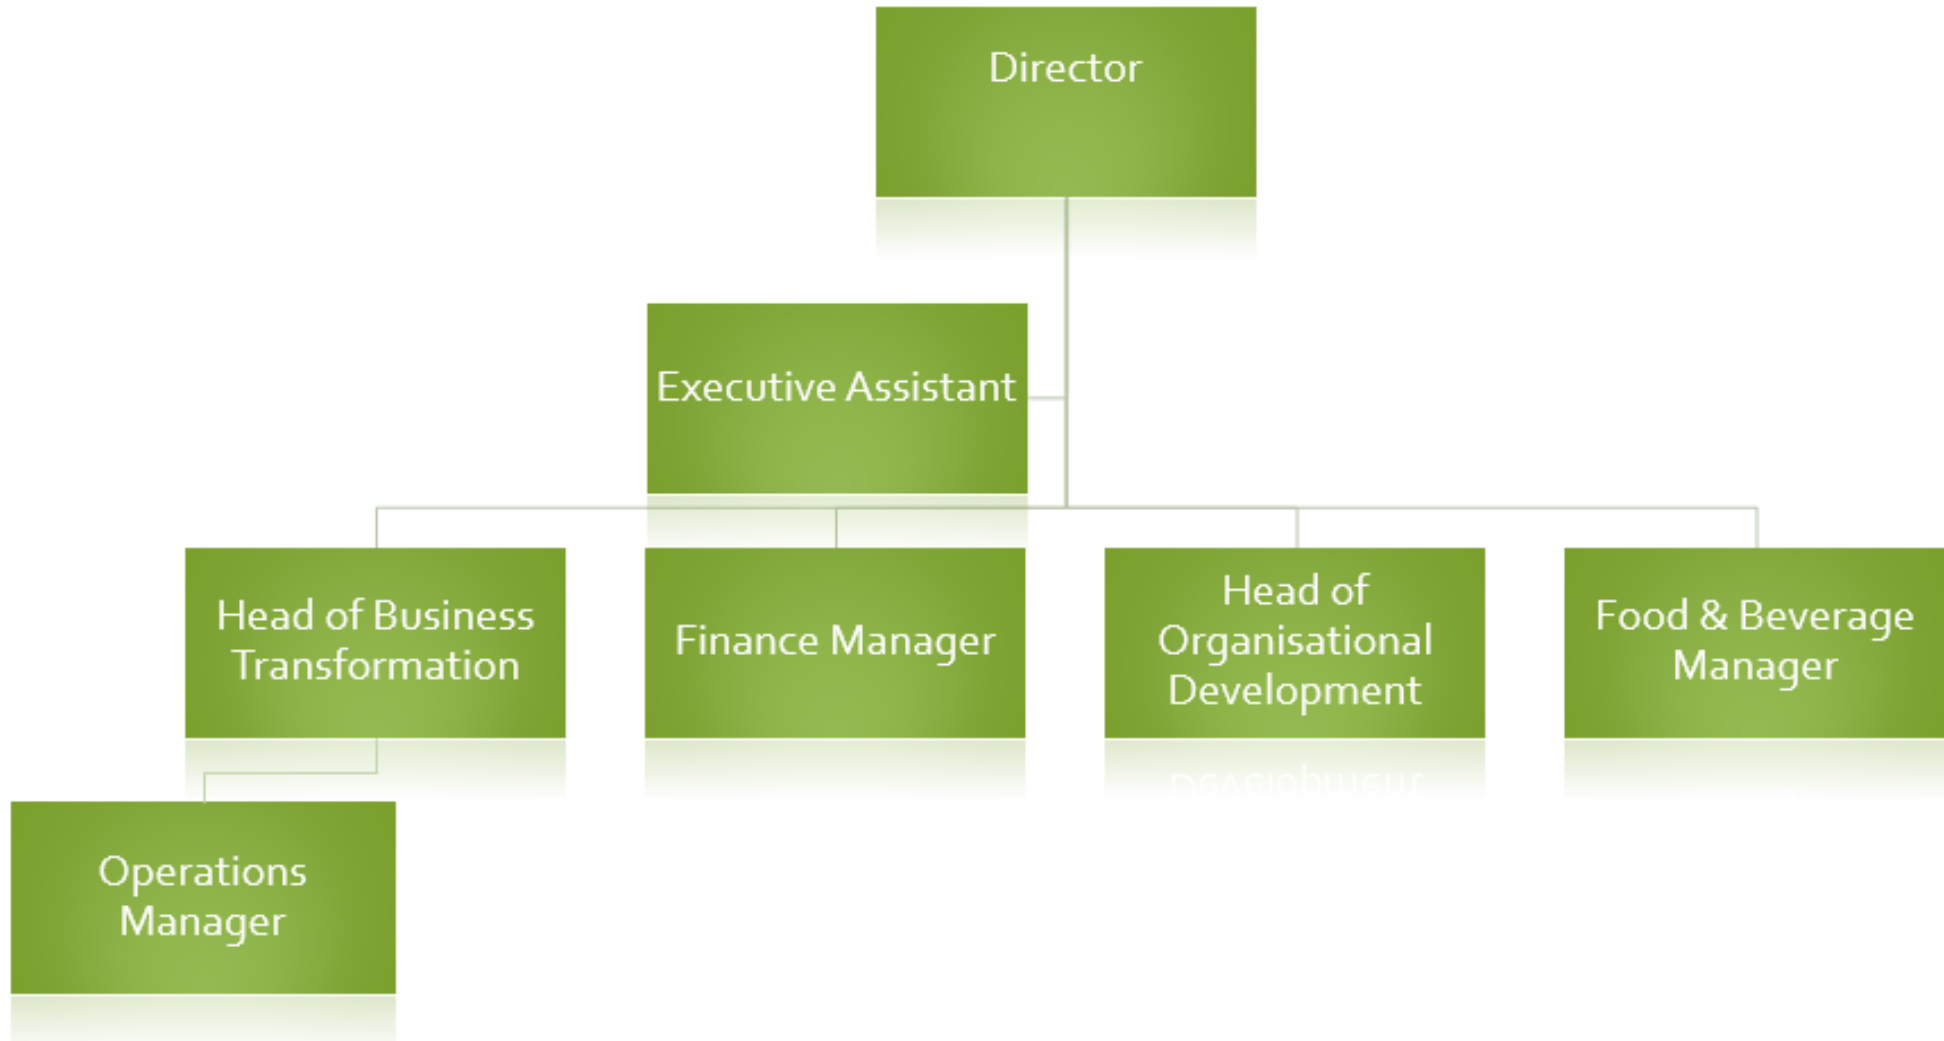 Director
Executive Assistant
Head of Business
Transformation
Finance Manager
Head of
Organisational
Development
Food & Beverage
Manager
Operations
Manager